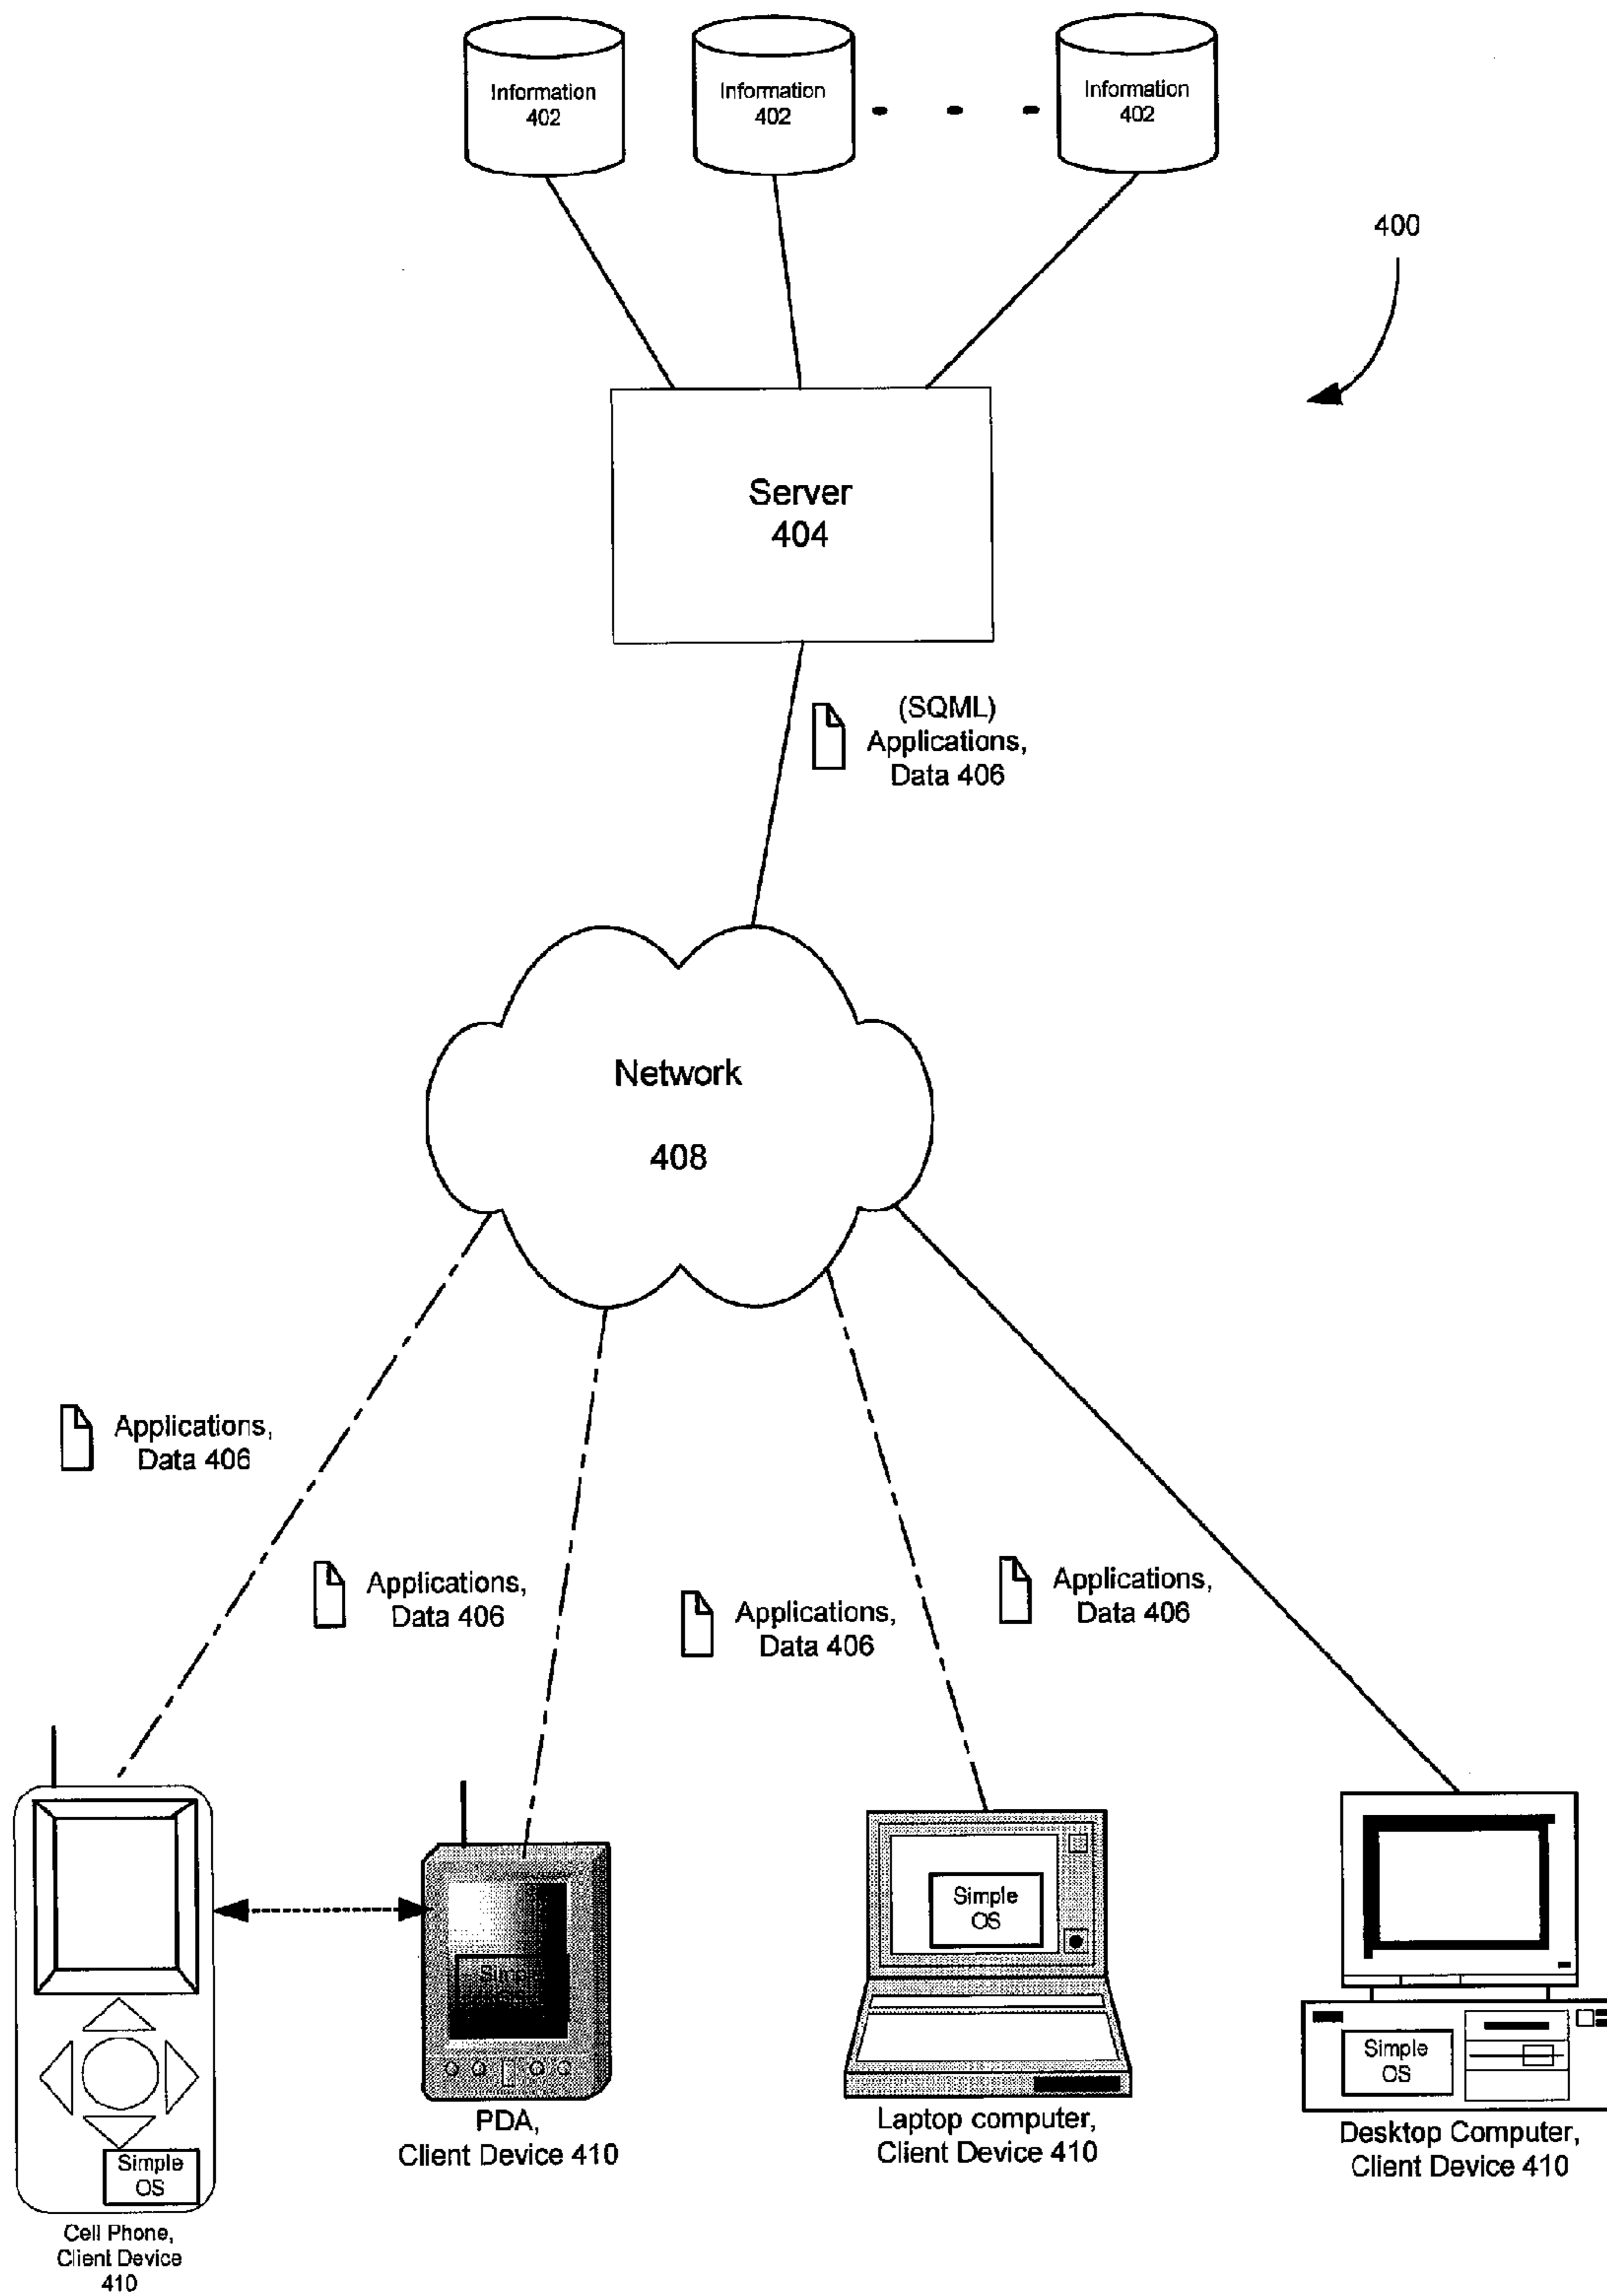 Information
402
Information
402
Information
402
400
Server
404
(SQML)
Applications,
Data 406
Network
408
Applications,
Data 406
Applications,
Data 406
Applications,
Data 406
Applications,
Data 406
Simple
OS
Simple
OS
Simple
OS
PDA,
Client Device 410
Laptop computer,
Client Device 410
Desktop Computer,
Client Device 410
Cell Phone,
Client Device
410